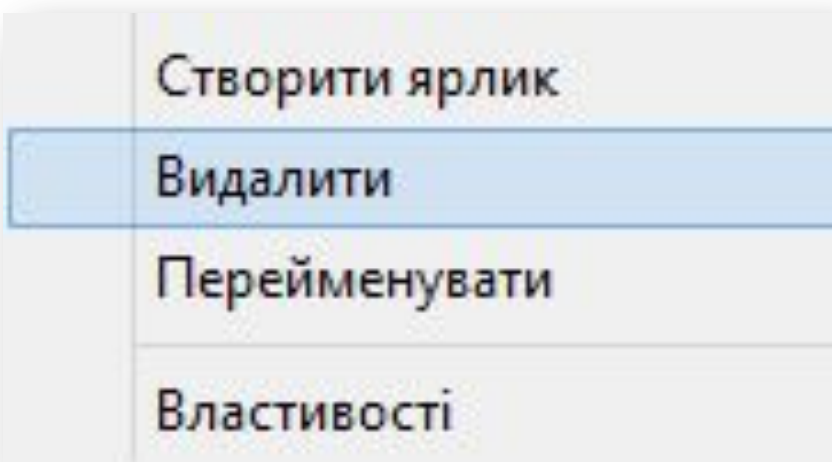 Створити ярлик
Видалити
Перейменувати
Властивості